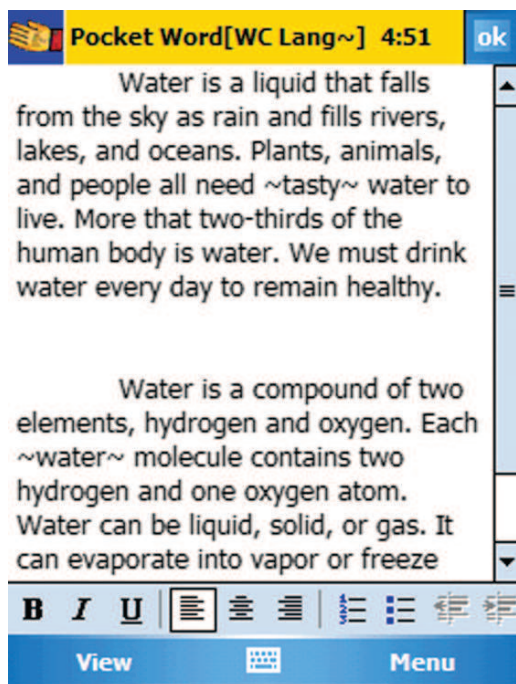 Pocket Word[WC Lang~] 4:51 ok
Water is a liquid that falls
from the sky as rain and fills rivers,
lakes, and oceans. Plants, animals,
and people all need ~tasty~ water to
live. More that two-thirds of the
human body is water. We must drink
water every day to remain healthy.
Water is a compound of two
elements, hydrogen and oxygen. Each
~water~ molecule contains two
hydrogen and one oxygen atom.
Water can be liquid, solid, or gas. It
can evaporate into vapor or freeze
B I U
View Menu